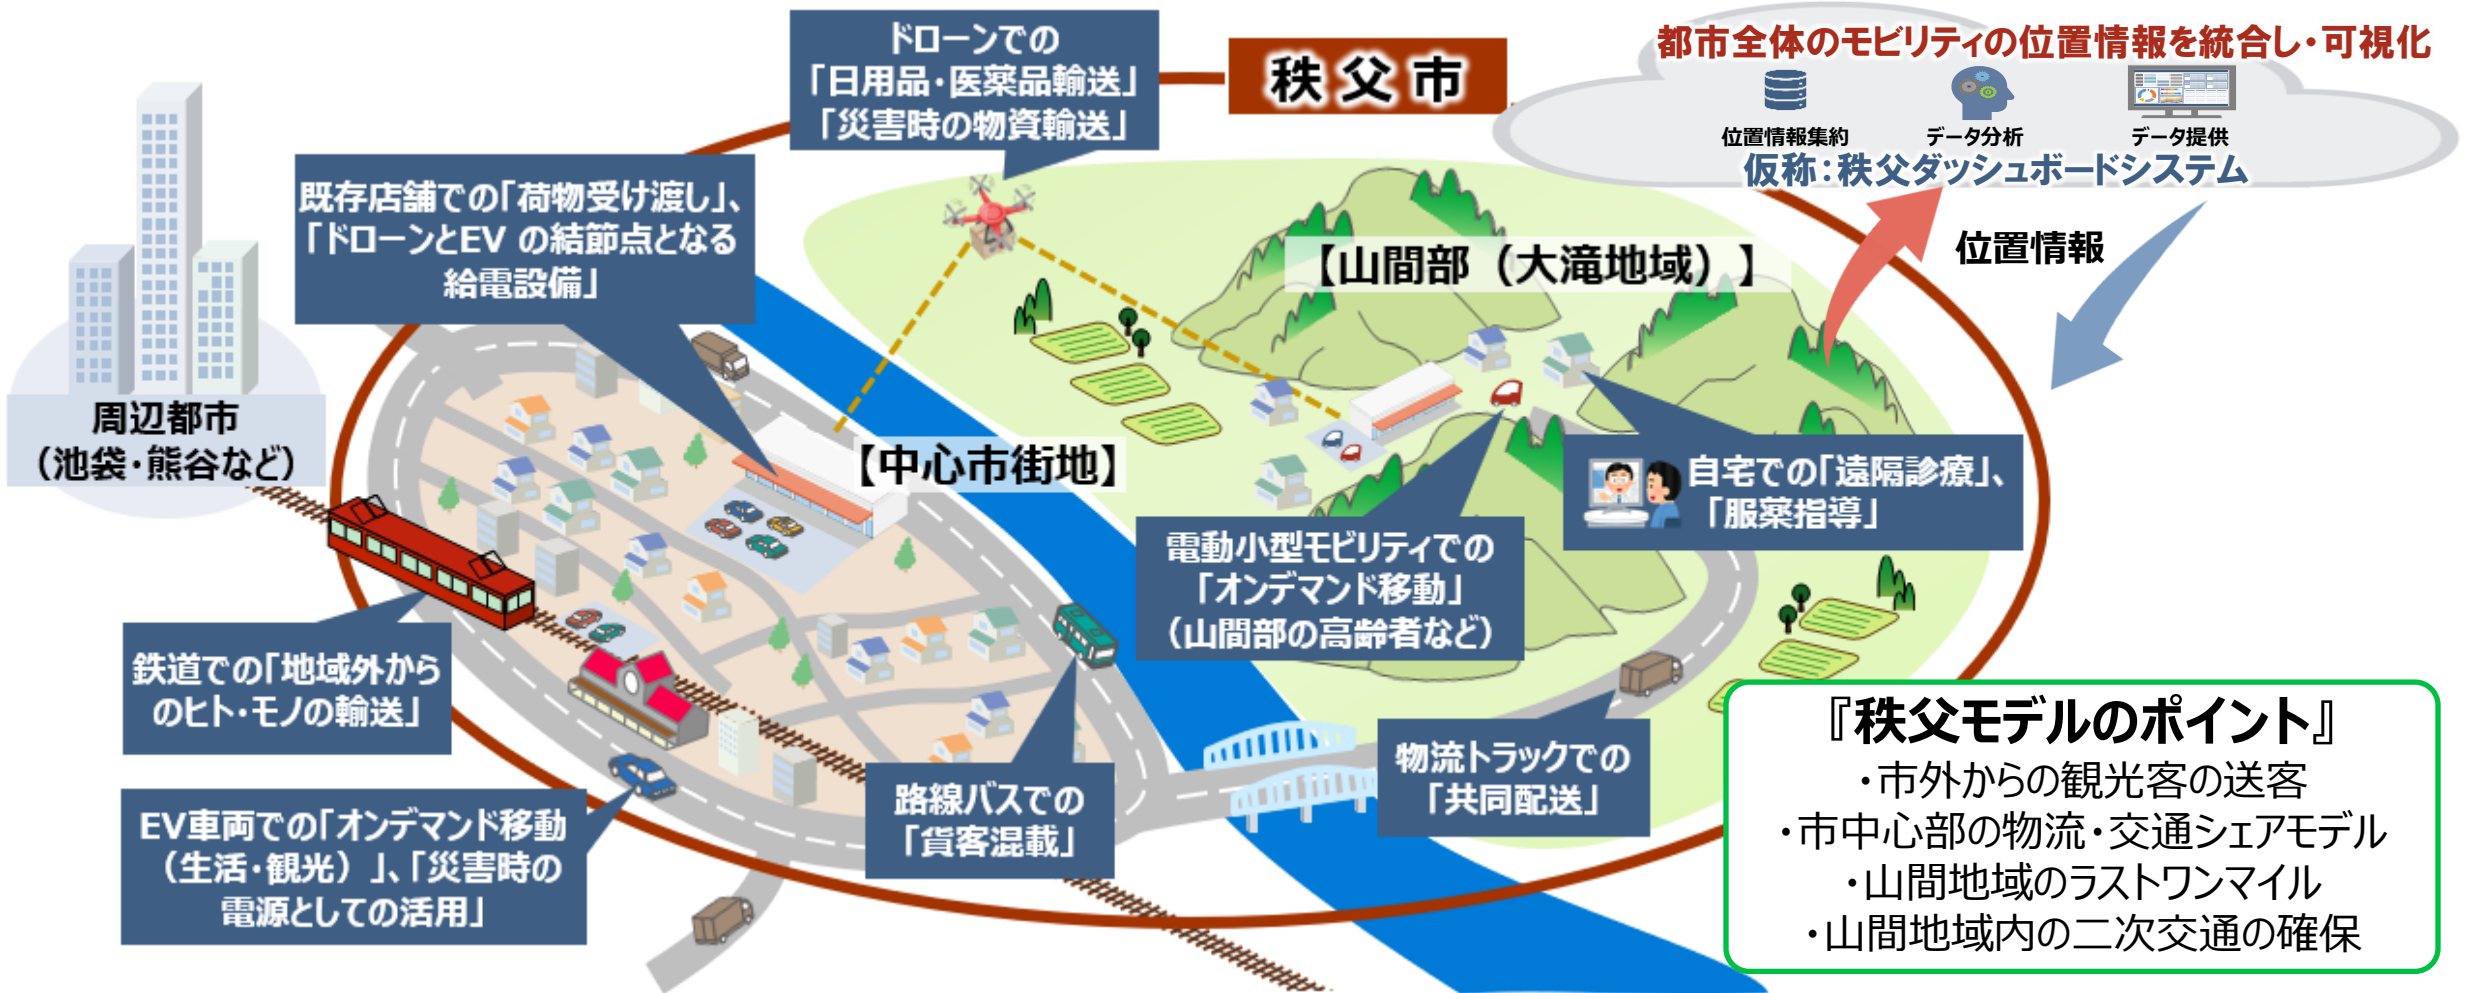 ドローンでの
「日用品・医薬品輸送」
「災害時の物資輸送」
秩父市
都市全体のモビリティの位置情報を統合し・可視化
位置情報集約
データ分析
データ提供
仮称：秩父ダッシュボードシステム
既存店舗での「荷物受け渡し」、
「ドローンとEV の結節点となる
給電設備」
【山間部（大滝地域）】
位置情報
周辺都市
（池袋・熊谷など）
【中心市街地】
自宅での「遠隔診療」、
「服薬指導」
電動小型モビリティでの
「オンデマンド移動」
（山間部の高齢者など）
鉄道での「地域外から
のヒト・モノの輸送」
物流トラックでの
「共同配送」
路線バスでの
「貨客混載」
EV車両での「オンデマンド移動
（生活・観光）」、「災害時の
電源としての活用」
『秩父モデルのポイント』
・市外からの観光客の送客
・市中心部の物流・交通シェアモデル
・山間地域のラストワンマイル
・山間地域内の二次交通の確保